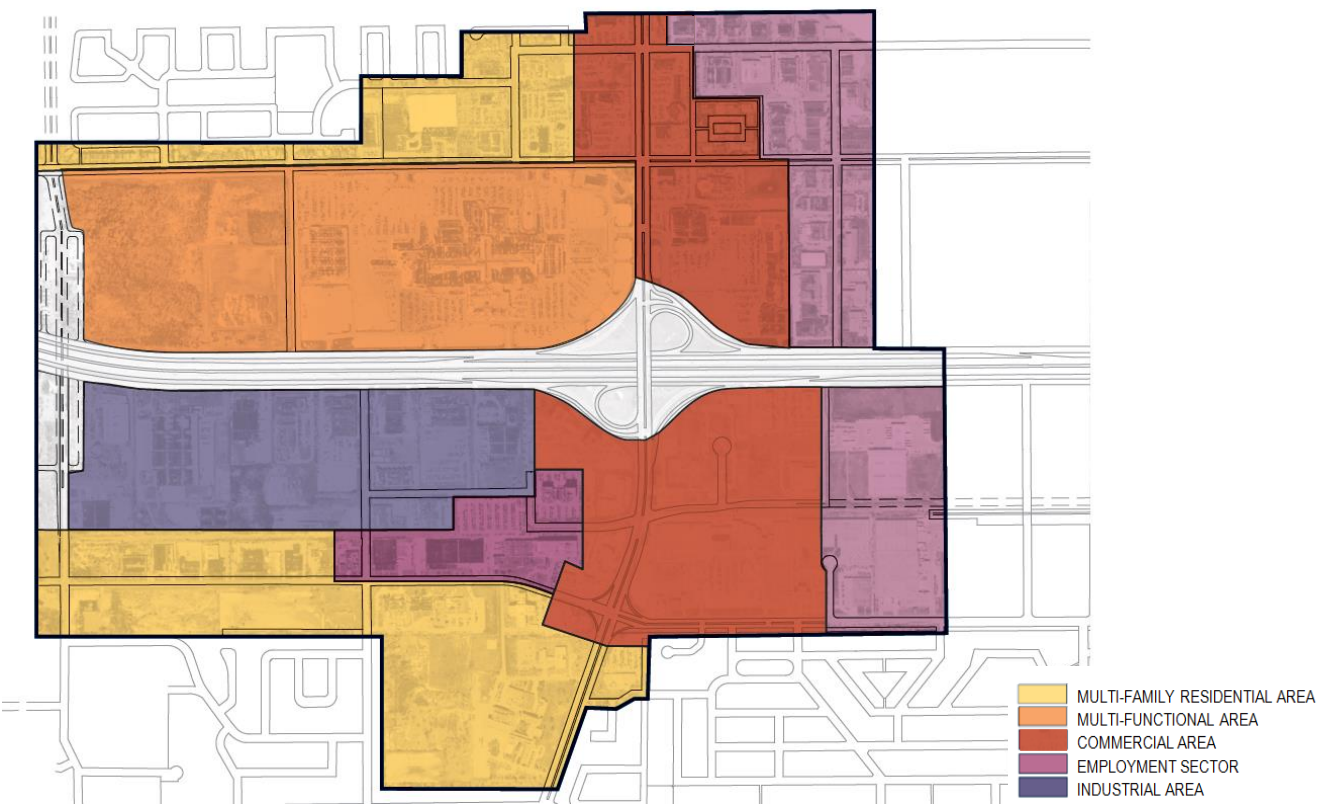 MULTI-FAMILY RESIDENTIAL AREA
MULTI-FUNCTIONAL AREA
COMMERCIAL AREA
EMPLOYMENT SECTOR
INDUSTRIAL AREA